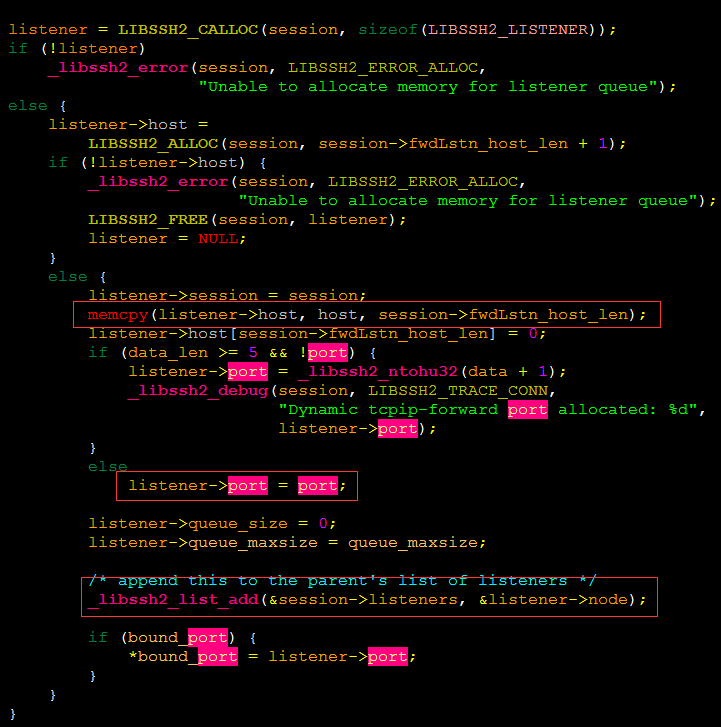 listener = LIBSSH2_CALLOC(session, sizeof(LIBSSH2_LISTENER));
if (!listener)
    _libssh2_error(session, LIBSSH2_ERROR_ALLOC,
                   "Unable to allocate memory for listener queue");
else {
    listener->host =
        LIBSSH2_ALLOC(session, session->fwdLstn_host_len + 1);
    if (!listener->host) {
        _libssh2_error(session, LIBSSH2_ERROR_ALLOC,
                       "Unable to allocate memory for listener queue");
        LIBSSH2_FREE(session, listener);
        listener = NULL;
    }
    else {
        listener->session = session;
        memcpy(listener->host, host, session->fwdLstn_host_len);
        listener->host[session->fwdLstn_host_len] = 0;
        if (data_len >= 5 && !port) {
            listener->port = _libssh2_ntohu32(data + 1);
            _libssh2_debug(session, LIBSSH2_TRACE_CONN,
                           "Dynamic tcpip-forward port allocated: %d",
                           listener->port);
        }
        else
            listener->port = port;
        listener->queue_size = 0;
        listener->queue_maxsize = queue_maxsize;
        /* append this to the parent's list of listeners */
        _libssh2_list_add(&session->listeners, &listener->node);
        if (bound_port) {
            *bound_port = listener->port;
        }
    }
}